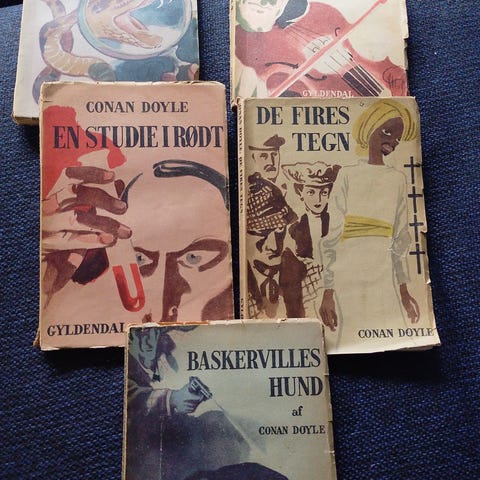 GYLDENDAL
CONAN DOYLE
EN STUDIE I RØDT
GYLDENDAL
DE FIRES
TEGN
CONAN DOYLE
BASKERVILLES
HUND
af
CONAN DOYLE